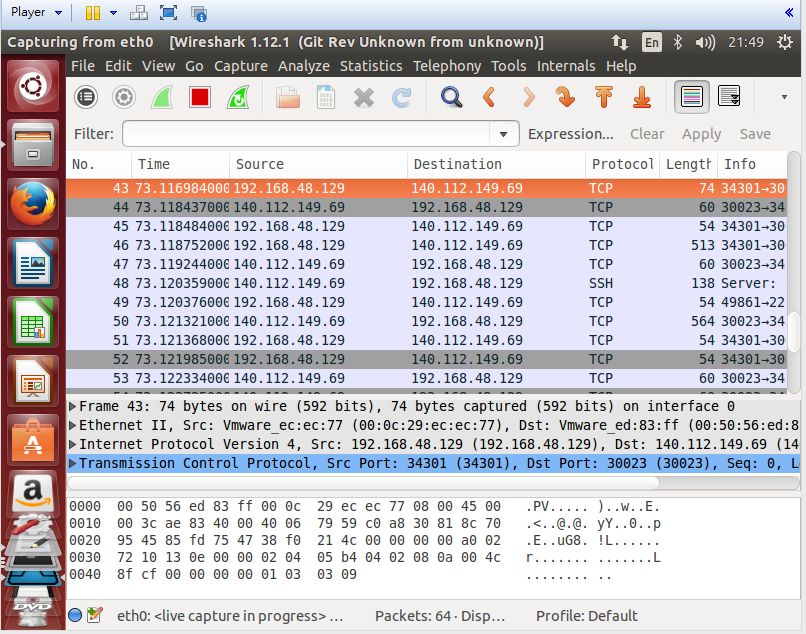 Player
Capturing from eth0 [Wireshark 1.12.1 (Git Rev Unknown from unknown)] En 21:49
File Edit View Go Capture Analyze Statistics Telephony Tools Internals Help
Filter: Expression... Clear Apply Save
No. Time Source Destination Protocol Length Info
43 73.116984000 192.168.48.129 140.112.149.69 TCP 74 34301→30
44 73.118437000 140.112.149.69 192.168.48.129 TCP 60 30023→34
45 73.118484000 192.168.48.129 140.112.149.69 TCP 54 34301→30
46 73.118752000 192.168.48.129 140.112.149.69 TCP 513 34301→30
47 73.119244000 140.112.149.69 192.168.48.129 TCP 60 30023→34
48 73.120359000 140.112.149.69 192.168.48.129 SSH 138 Server:
49 73.120376000 192.168.48.129 140.112.149.69 TCP 54 49861→22
50 73.121321000 140.112.149.69 192.168.48.129 TCP 564 30023→34
51 73.121368000 192.168.48.129 140.112.149.69 TCP 54 34301→30
52 73.121985000 192.168.48.129 140.112.149.69 TCP 54 34301→30
53 73.122334000 140.112.149.69 192.168.48.129 TCP 60 30023→34
Frame 43: 74 bytes on wire (592 bits), 74 bytes captured (592 bits) on interface 0
Ethernet II, Src: Vmware_ec:ec:77 (00:0c:29:ec:ec:77), Dst: Vmware_ed:83:ff (00:50:56:ed:8
Internet Protocol Version 4, Src: 192.168.48.129 (192.168.48.129), Dst: 140.112.149.69 (14
Transmission Control Protocol, Src Port: 34301 (34301), Dst Port: 30023 (30023), Seq: 0, L
0000 00 50 56 ed 83 ff 00 0c 29 ec ec 77 08 00 45 00 .PV..... )..w..E.
0010 00 3c ae 83 40 00 40 06 79 59 c0 a8 30 81 8c 70 .<..@.@. yY..0..p
0020 95 45 85 fd 75 47 38 f0 21 4c 00 00 00 00 a0 02 .E..uG8. !L......
0030 72 10 13 0e 00 00 02 04 05 b4 04 02 08 0a 00 4c r....... .......L
0040 8f cf 00 00 00 00 01 03 03 09 ........ ..
eth0: <live capture in progress> ... Packets: 64 · Disp... Profile: Default